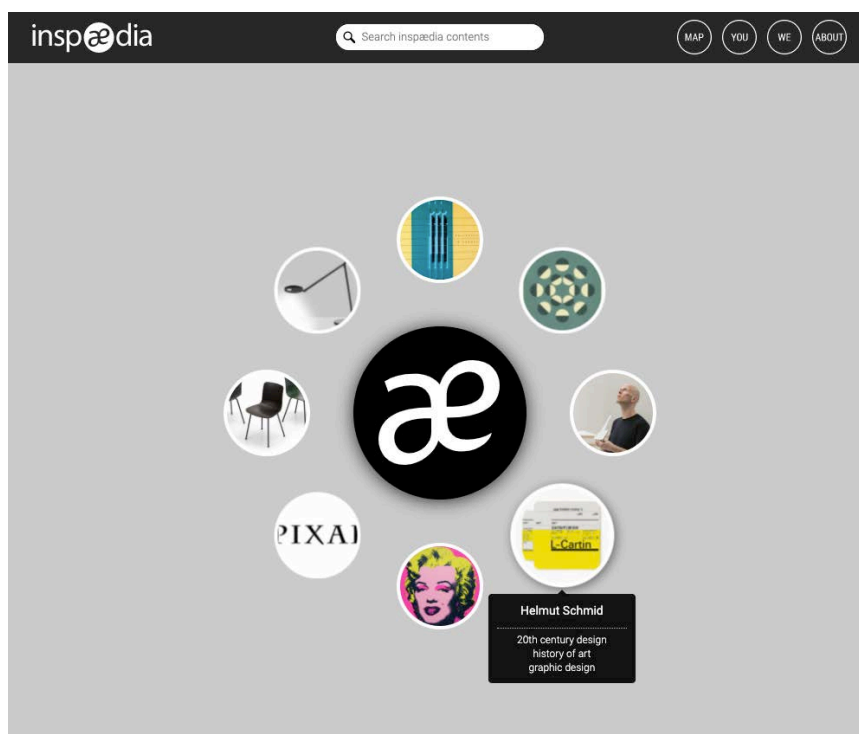 inspædia
Search inspædia contents
MAP
YOU
WE
ABOUT
æ
PIXA
L-Cartin
Helmut Schmid
20th century design
history of art
graphic design